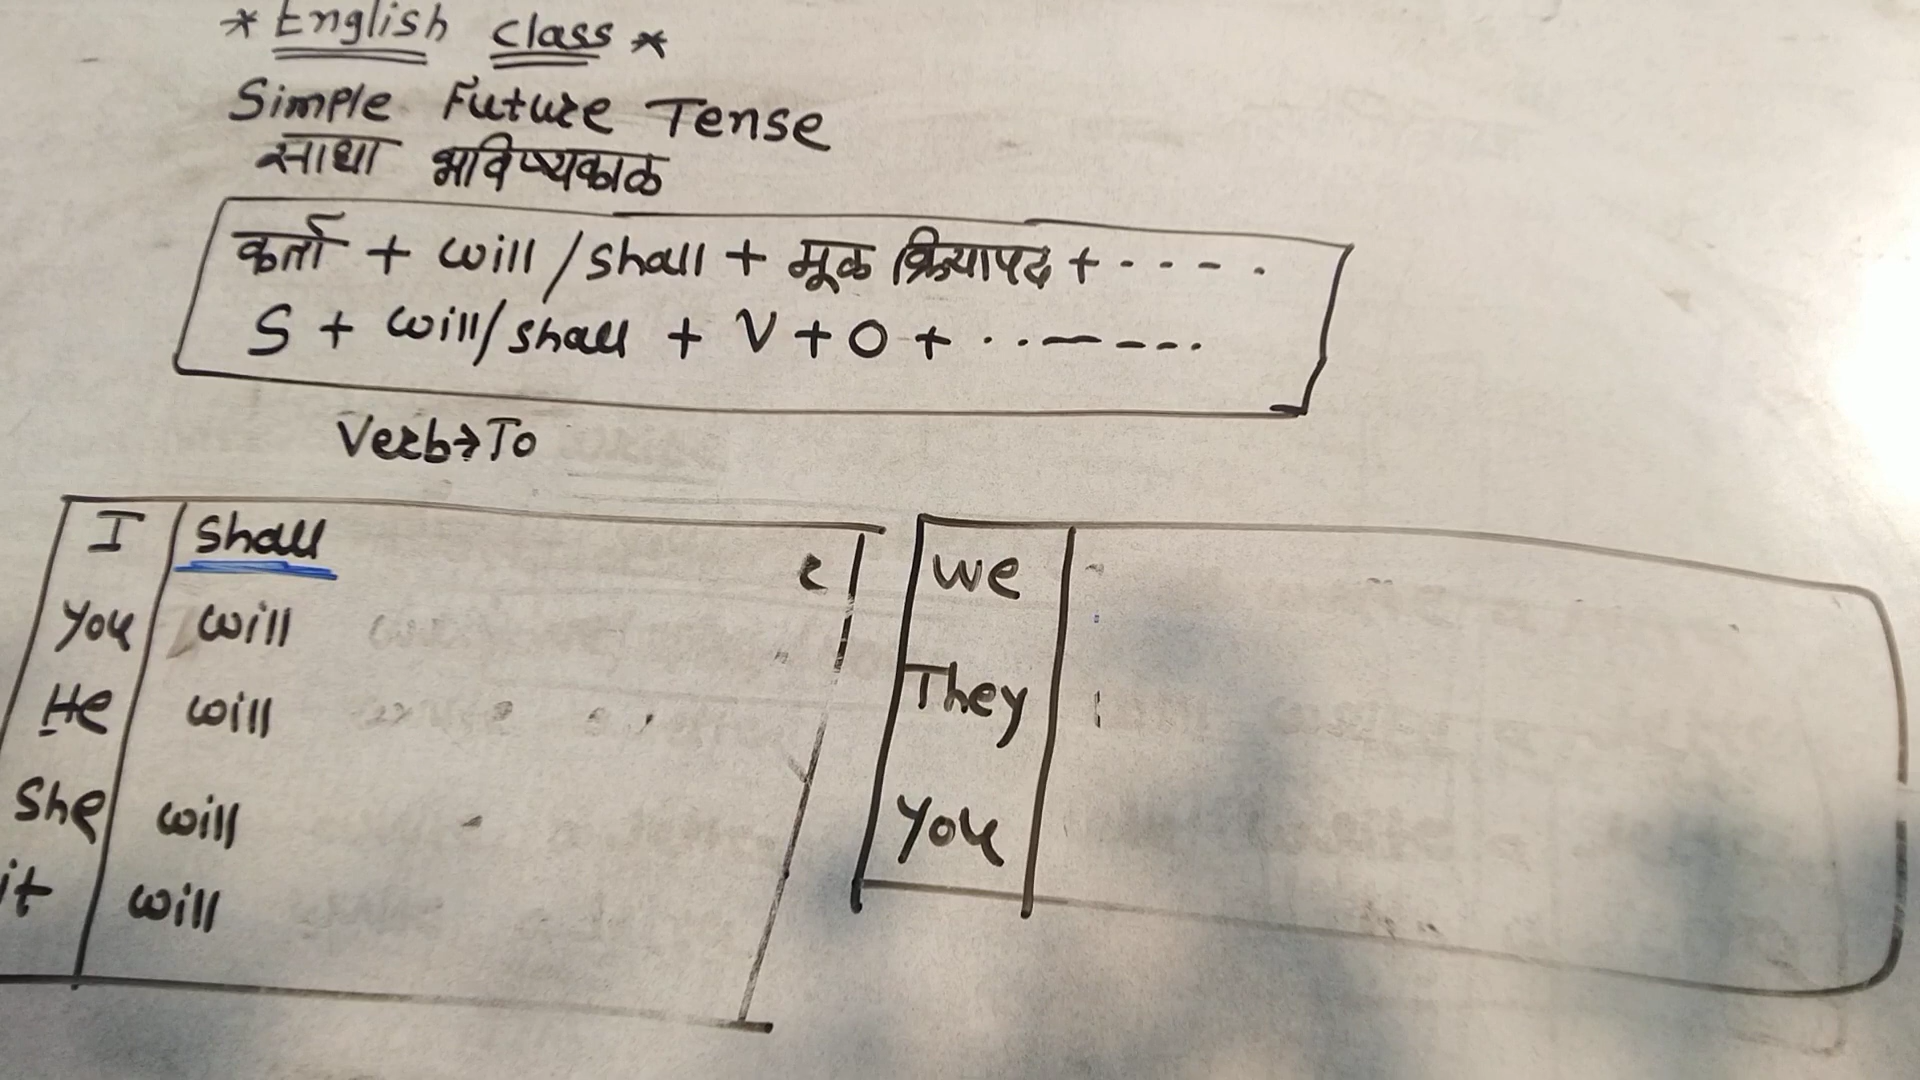 * English class *
Simple Future Tense
साधा भविष्यकाळ
कर्ता + will / shall + मूळ क्रियापद + - - - - .
S + will/shall + V + O + - - - - - -
Verb→To
I shall
You will
He will
She will
it will
we
They
You